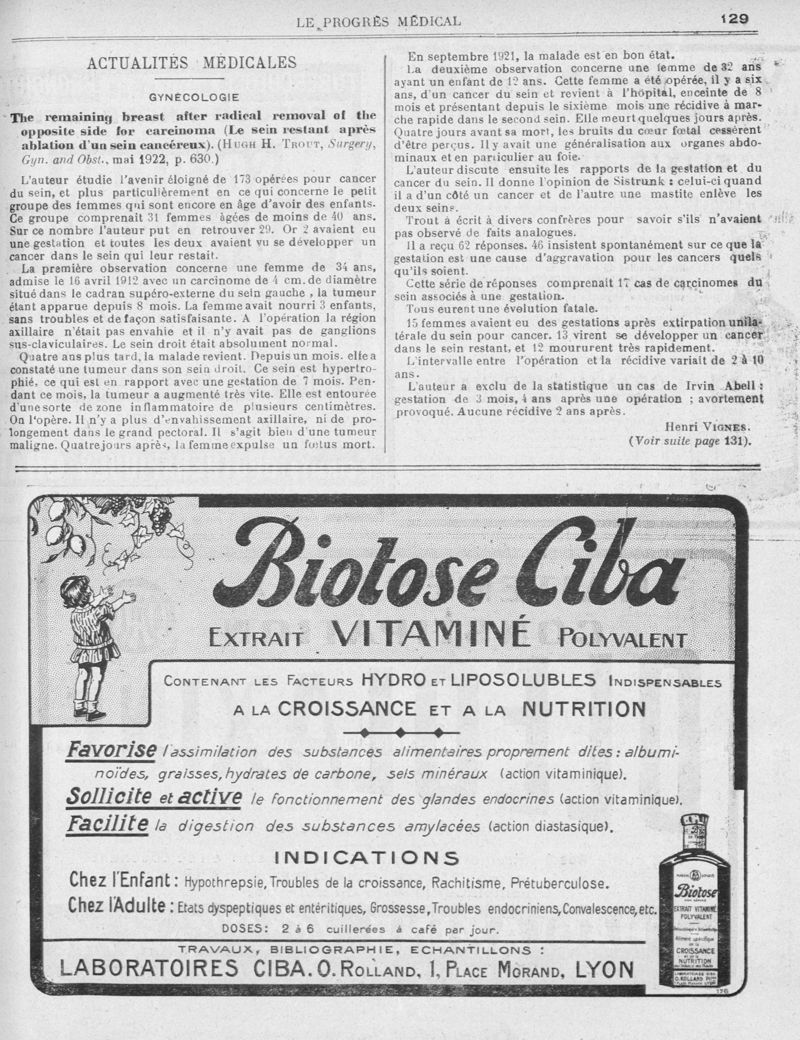 LE PROGRÈS MÉDICAL
129
ACTUALITÉS MÉDICALES
GYNÉCOLOGIE
The remaining breast after radical removal of the
opposite side for carcinoma (Le sein restant après
ablation d'un sein cancéreux). (HUGH H. TROUT, Surgery,
Gyn. and Obst., mai 1922, p. 630.)
L'auteur étudie l'avenir éloigné de 173 opérées pour cancer
du sein, et plus particulièrement en ce qui concerne le petit
groupe des femmes qui sont encore en âge d'avoir des enfants.
Ce groupe comprenait 31 femmes âgées de moins de 40 ans.
Sur ce nombre l'auteur put en retrouver 29. Or 2 avaient eu
une gestation et toutes les deux avaient vu se développer un
cancer dans le sein qui leur restait.
La première observation concerne une femme de 34 ans,
admise le 16 avril 1912 avec un carcinome de 4 cm. de diamètre
situé dans le cadran supéro-externe du sein gauche, la tumeur
étant apparue depuis 8 mois. La femme avait nourri 3 enfants,
sans troubles et de façon satisfaisante. A l'opération la région
axillaire n'était pas envahie et il n'y avait pas de ganglions
sus-claviculaires. Le sein droit était absolument normal.
Quatre ans plus tard, la malade revient. Depuis un mois, elle a
constaté une tumeur dans son sein droit. Ce sein est hypertro-
phié, ce qui est en rapport avec une gestation de 7 mois. Pen-
dant ce mois, la tumeur a augmenté très vite. Elle est entourée
d'une sorte de zone inflammatoire de plusieurs centimètres.
On l'opère. Il n'y a plus d'envahissement axillaire, ni de pro-
longement dans le grand pectoral. Il s'agit bien d'une tumeur
maligne. Quatre jours après, la femme expulse un fœtus mort.
En septembre 1921, la malade est en bon état.
La deuxième observation concerne une femme de 32 ans
ayant un enfant de 12 ans. Cette femme a été opérée, il y a six
ans, d'un cancer du sein et revient à l'hôpital, enceinte de 8
mois et présentant depuis le sixième mois une récidive à mar-
che rapide dans le second sein. Elle meurt quelques jours après.
Quatre jours avant sa mort, les bruits du cœur fœtal cessèrent
d'être perçus. Il y avait une généralisation aux organes abdo-
minaux et en particulier au foie.
L'auteur discute ensuite les rapports de la gestation et du
cancer du sein. Il donne l'opinion de Sistrunk : celui-ci quand
il a d'un côté un cancer et de l'autre une mastite enlève les
deux seins.
Trout a écrit à divers confrères pour savoir s'ils n'avaient
pas observé de faits analogues.
Il a reçu 62 réponses. 46 insistent spontanément sur ce que la
gestation est une cause d'aggravation pour les cancers quels
qu'ils soient.
Cette série de réponses comprenait 17 cas de carcinomes du
sein associés à une gestation.
Tous eurent une évolution fatale.
15 femmes avaient eu des gestations après extirpation unila-
térale du sein pour cancer. 13 virent se développer un cancer
dans le sein restant, et 12 moururent très rapidement.
L'intervalle entre l'opération et la récidive variait de 2 à 10
ans.
L'auteur a exclu de la statistique un cas de Irvin Abell :
gestation de 3 mois, 4 ans après une opération ; avortement
provoqué. Aucune récidive 2 ans après.
Henri VIGNES.
(Voir suite page 131).
Biotose Ciba
EXTRAIT VITAMINÉ POLYVALENT
CONTENANT LES FACTEURS HYDRO ET LIPOSOLUBLES INDISPENSABLES
A LA CROISSANCE ET A LA NUTRITION
Favorise l'assimilation des substances alimentaires proprement dites : albumi-
noïdes, graisses, hydrates de carbone, sels minéraux (action vitaminique).
Sollicite et active le fonctionnement des glandes endocrines (action vitaminique).
Facilite la digestion des substances amylacées (action diastasique).
INDICATIONS
Chez l'Enfant : Hypothrepsie, Troubles de la croissance, Rachitisme, Prétuberculose.
Chez l'Adulte : Etats dyspeptiques et entéritiques, Grossesse, Troubles endocriniens, Convalescence, etc.
DOSES: 2 à 6 cuillerées à café par jour.
TRAVAUX, BIBLIOGRAPHIE, ECHANTILLONS :
LABORATOIRES CIBA. O. ROLLAND, 1, PLACE MORAND, LYON
Biotose
EXTRAIT VITAMINÉ
POLYVALENT
CROISSANCE
NUTRITION
LABORATOIRES CIBA
O. ROLLAND
176